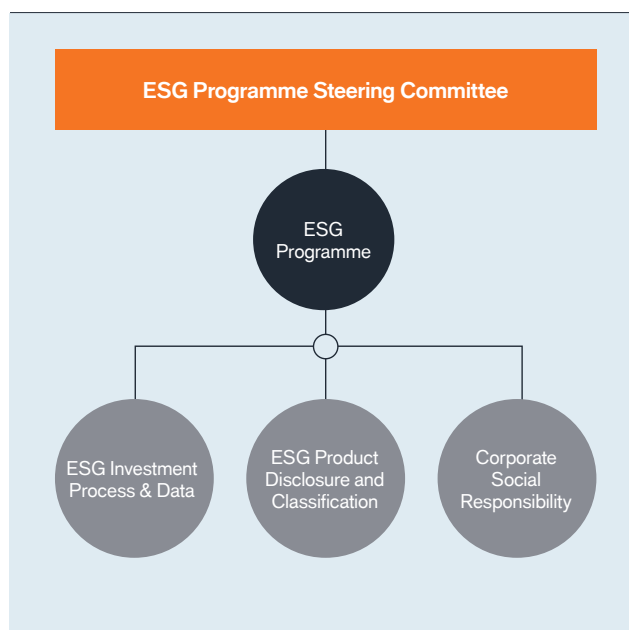 ESG Programme Steering Committee
ESG
Programme
ESG Investment
Process & Data
ESG Product
Disclosure and
Classification
Corporate
Social
Responsibility